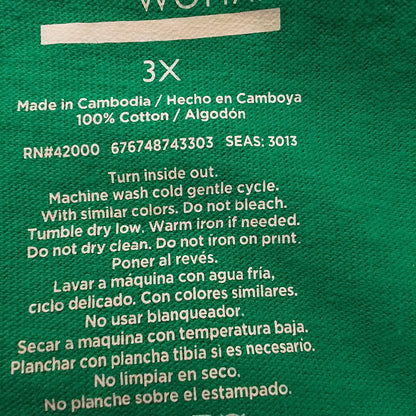 3X
Made in Cambodia / Hecho en Camboya
100% Cotton / Algodón
RN#42000 676748743303 SEAS: 3013
Turn inside out.
Machine wash cold gentle cycle.
With similar colors. Do not bleach.
Tumble dry low. Warm iron if needed.
Do not dry clean. Do not iron on print.
Poner al revés.
Lavar a máquina con agua fría,
ciclo delicado. Con colores similares.
No usar blanqueador.
Secar a maquina con temperatura baja.
Planchar con plancha tibia si es necesario.
No limpiar en seco.
No planche sobre el estampado.